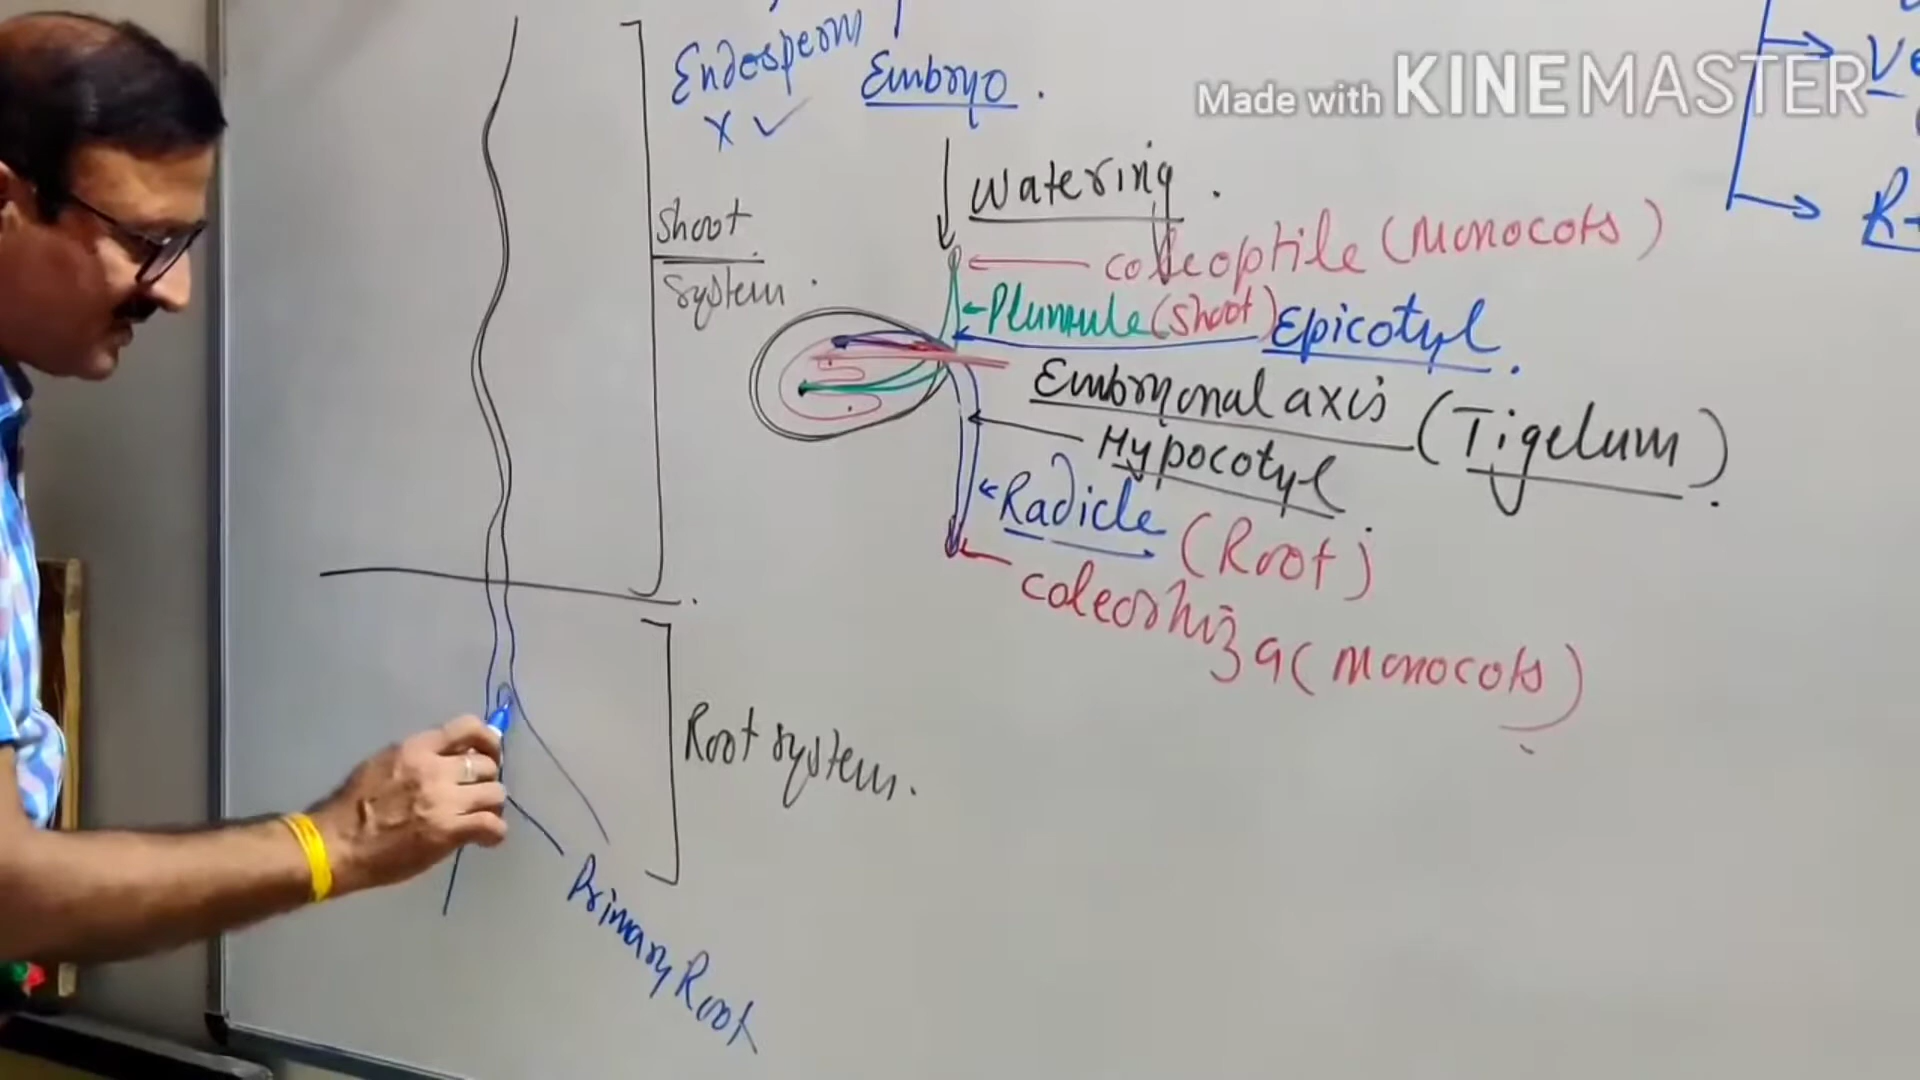 Endosperm
X ✓
Embryo.
Made with KINEMASTER
Watering.
Shoot
System.
coleoptile (Monocots)
Plumule (Shoot)
Epicotyl.
Embryonal axis (Tigelum).
Hypocotyl.
Radicle (Root)
coleorhiza (Monocots)
Root system.
Primary Root